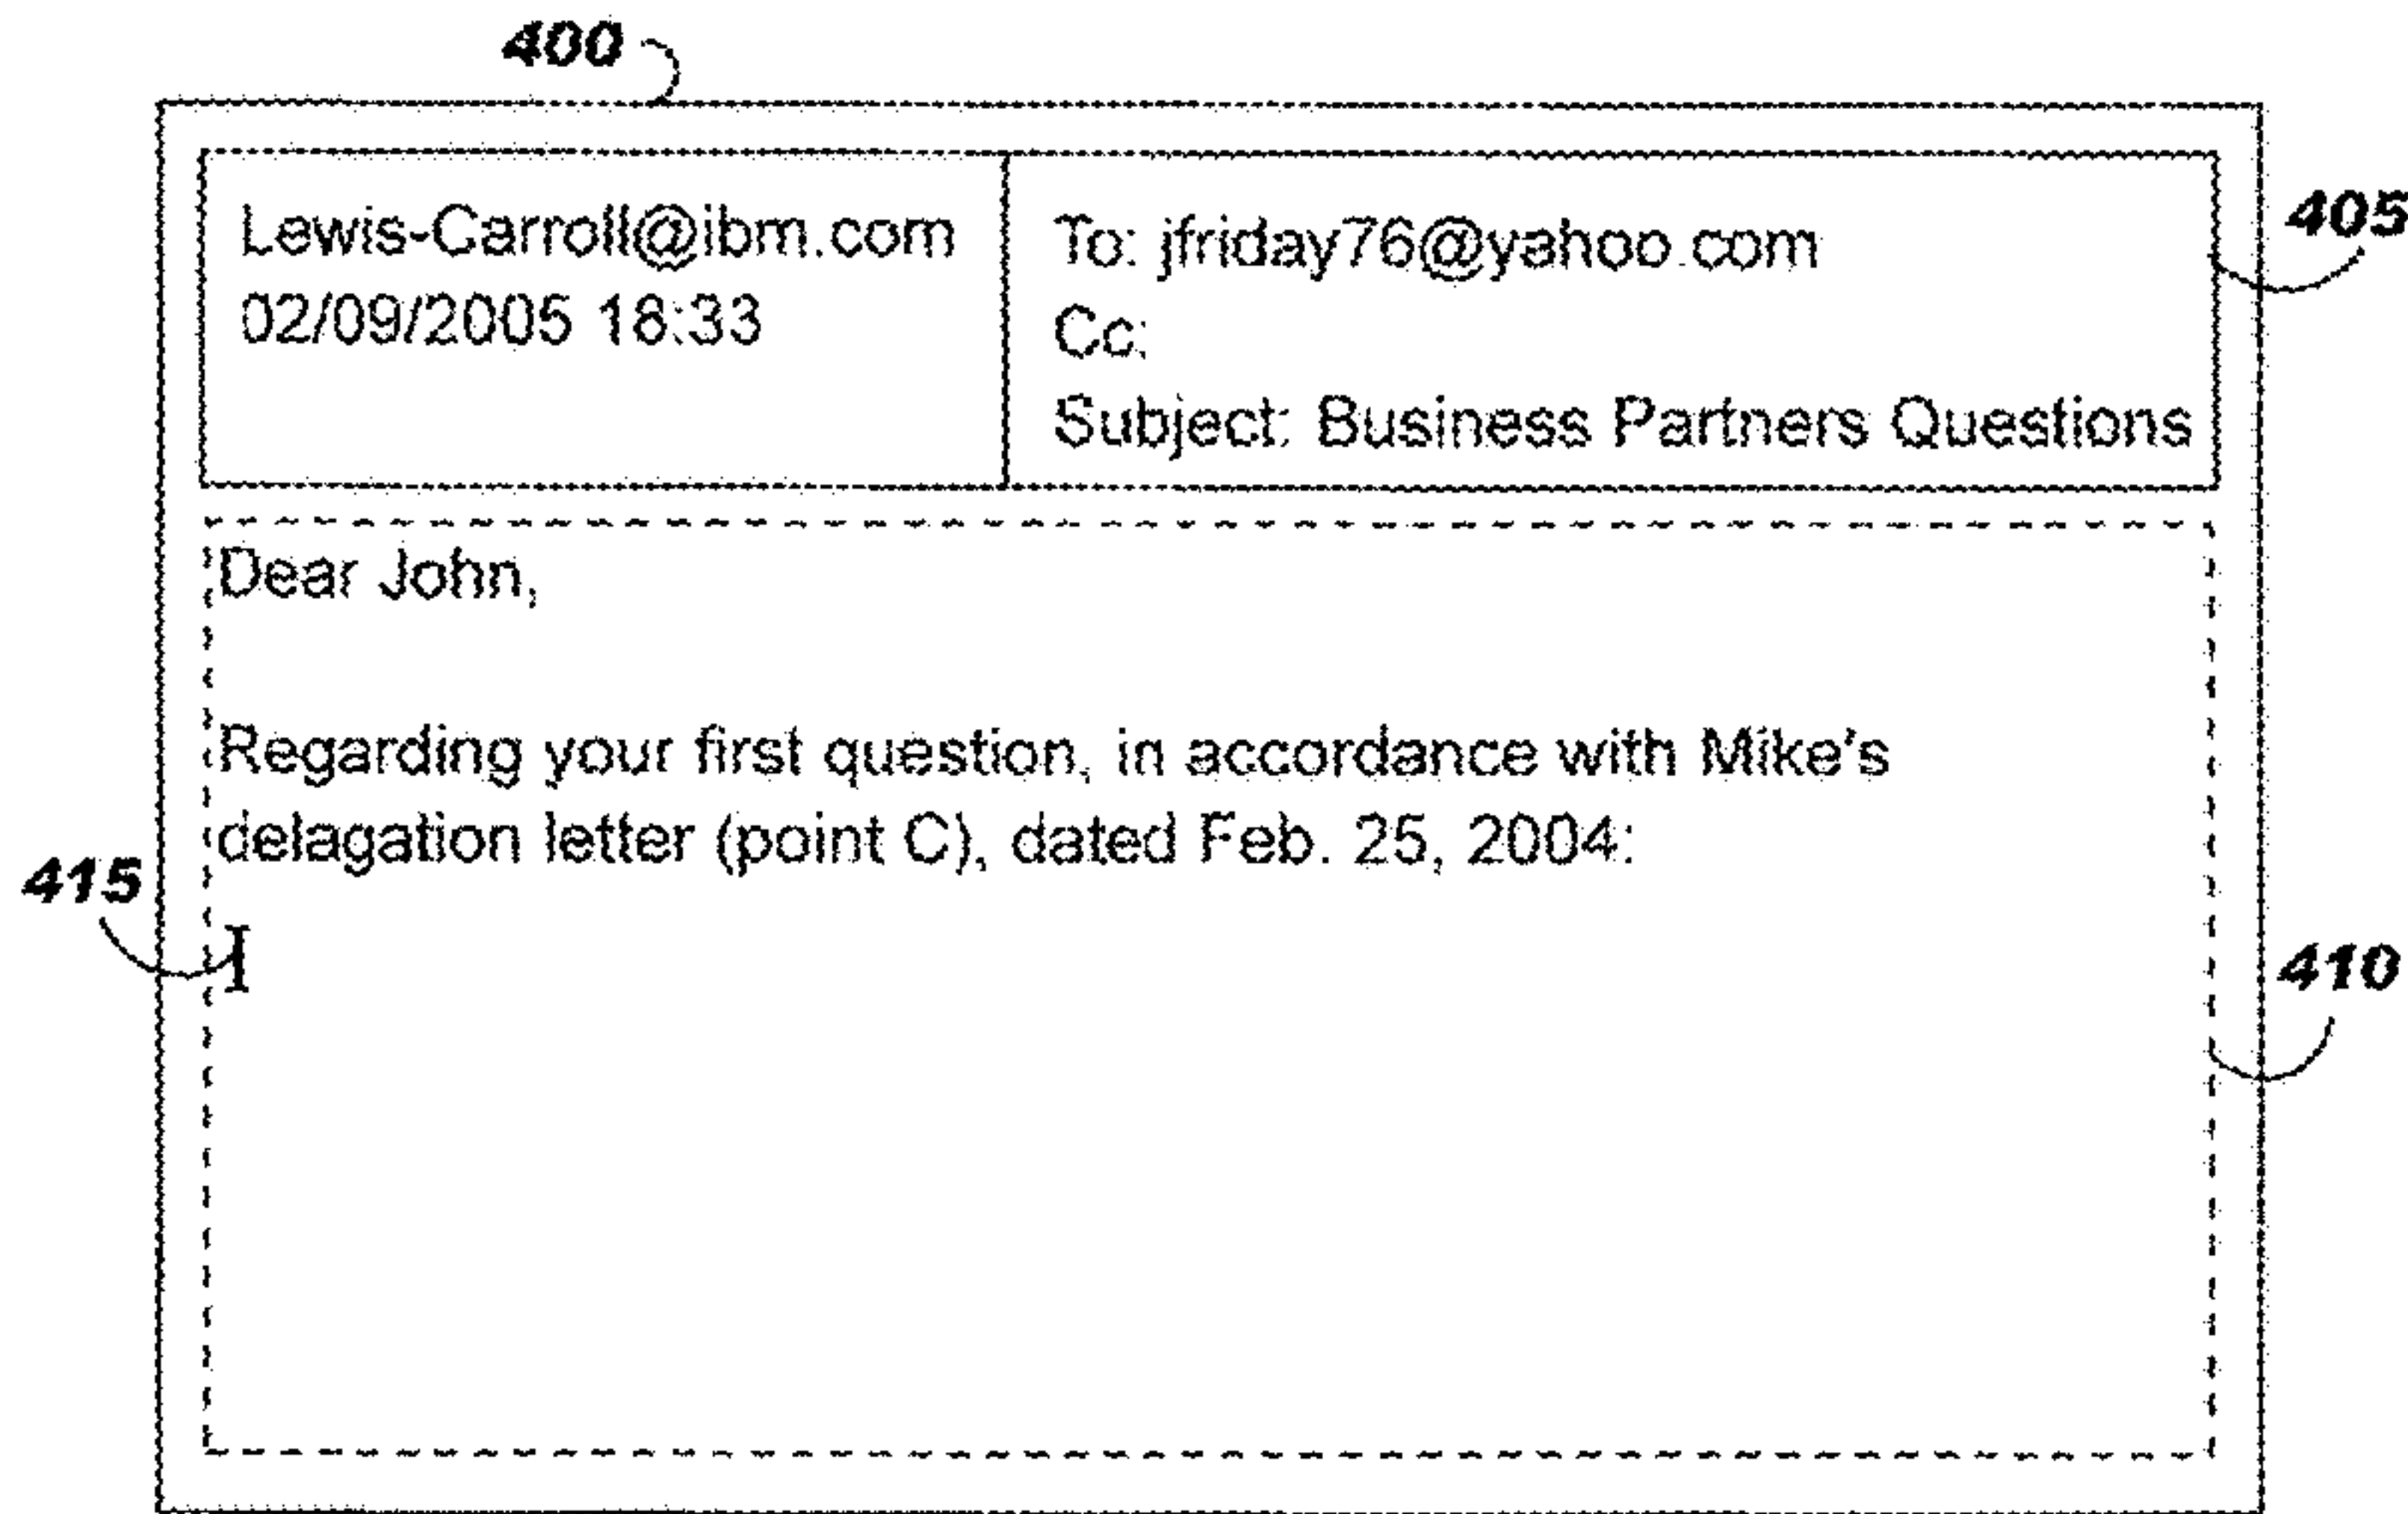 400
Lewis-Carroll@ibm.com
02/09/2005 18:33
To: jfriday76@yahoo.com
Cc:
Subject: Business Partners Questions
405
Dear John,
Regarding your first question, in accordance with Mike's
delagation letter (point C), dated Feb. 25, 2004:
415
410